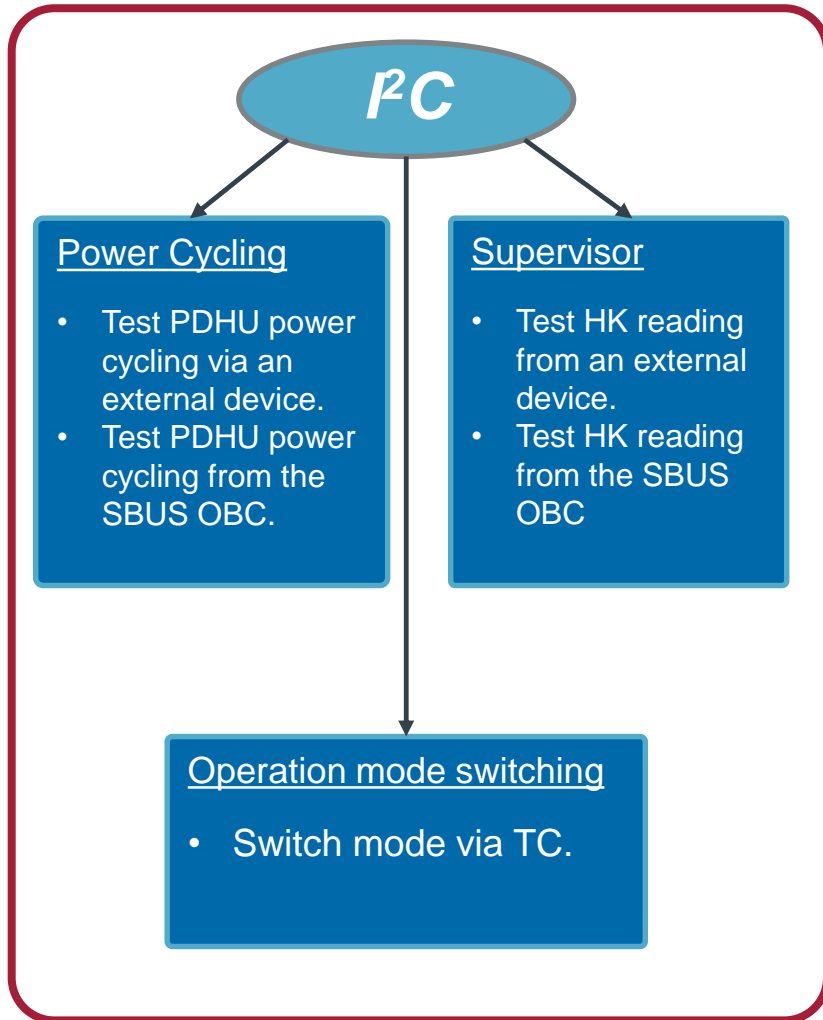 I²C
Power Cycling
• Test PDHU power
cycling via an
external device.
• Test PDHU power
cycling from the
SBUS OBC.
Supervisor
• Test HK reading
from an external
device.
• Test HK reading
from the SBUS
OBC
Operation mode switching
• Switch mode via TC.